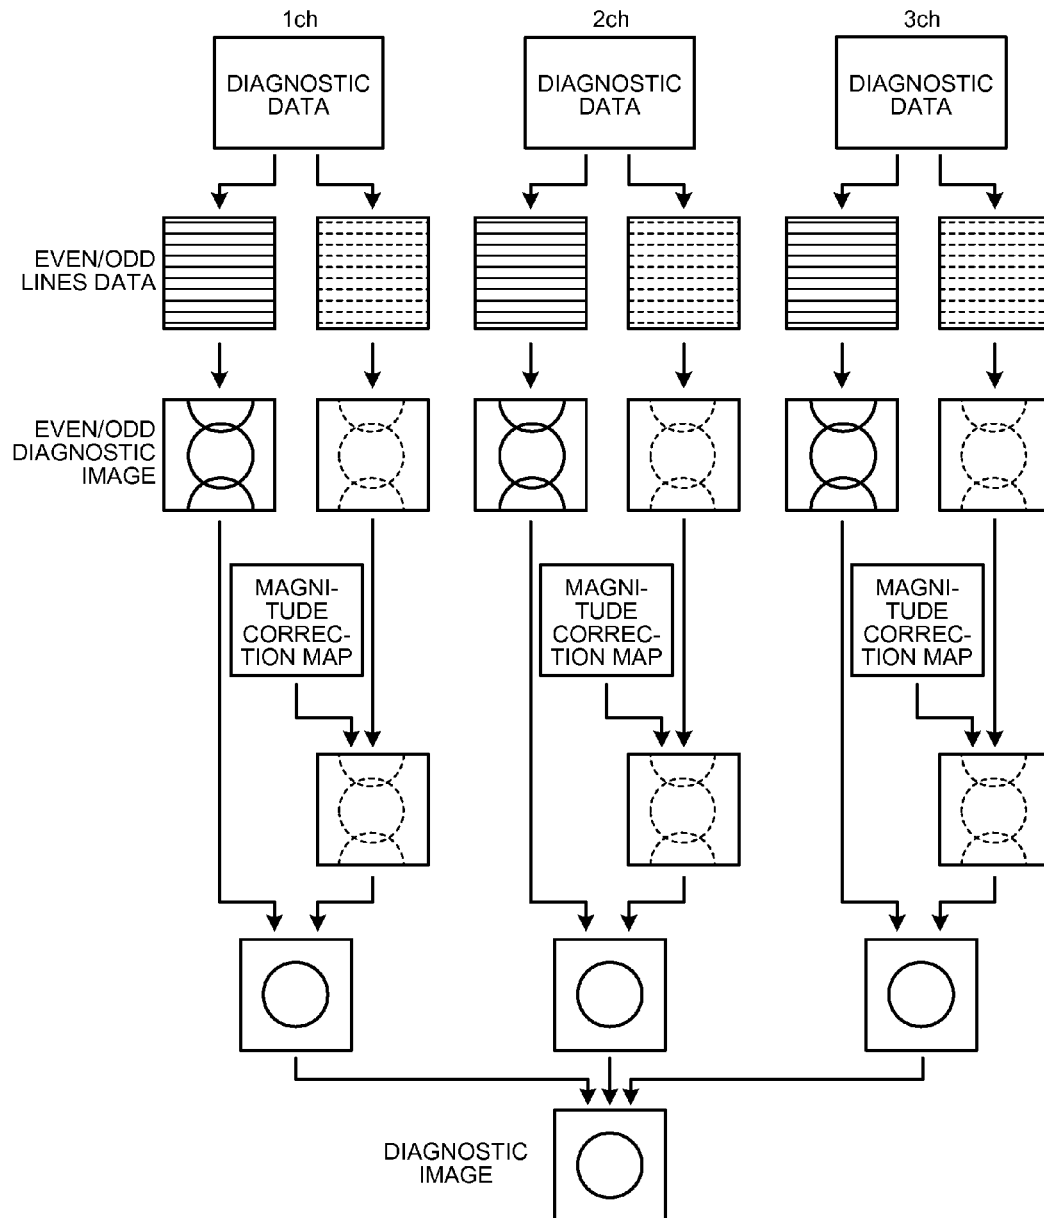 1ch
2ch
3ch
DIAGNOSTIC
DATA
DIAGNOSTIC
DATA
DIAGNOSTIC
DATA
EVEN/ODD
LINES DATA
EVEN/ODD
DIAGNOSTIC
IMAGE
MAGNI-
TUDE
CORREC-
TION MAP
MAGNI-
TUDE
CORREC-
TION MAP
MAGNI-
TUDE
CORREC-
TION MAP
DIAGNOSTIC
IMAGE